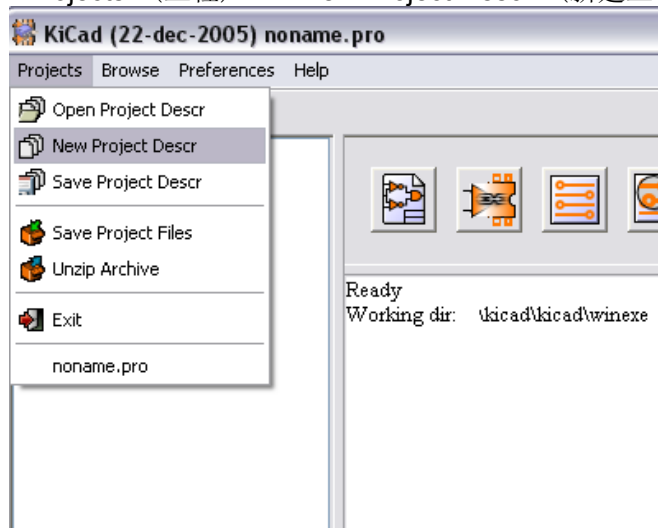 KiCad (22-dec-2005) noname.pro
Projects Browse Preferences Help
Open Project Descr
New Project Descr
Save Project Descr
Save Project Files
Unzip Archive
Exit
noname.pro
Ready
Working dir: \kicad\kicad\winexe